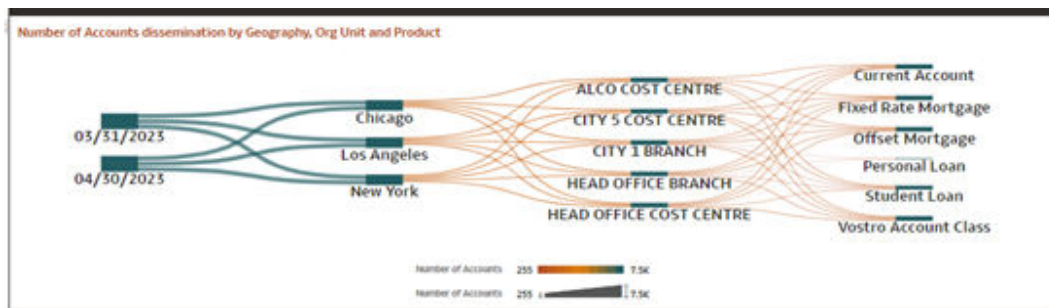 Number of Accounts dissemination by Geography, Org Unit and Product
03/31/2023
04/30/2023
Chicago
Los Angeles
New York
ALCO COST CENTRE
CITY 5 COST CENTRE
CITY 1 BRANCH
HEAD OFFICE BRANCH
HEAD OFFICE COST CENTRE
Current Account
Fixed Rate Mortgage
Offset Mortgage
Personal Loan
Student Loan
Vostro Account Class
Number of Accounts 255 7.5K
Number of Accounts 255 7.5K